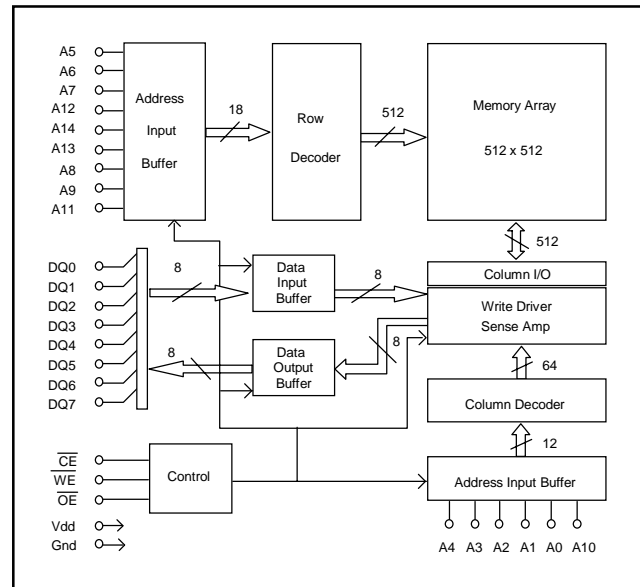 A5
A6
A7
A12
A14
A13
A8
A9
A11
Address
Input
Buffer
18
Row
Decoder
512
Memory Array
512 x 512
512
DQ0
DQ1
DQ2
DQ3
DQ4
DQ5
DQ6
DQ7
8
Data
Input
Buffer
8
Column I/O
Write Driver
Sense Amp
8
Data
Output
Buffer
8
64
Column Decoder
12
Address Input Buffer
CE
WE
OE
Control
Vdd
Gnd
A4 A3 A2 A1 A0 A10